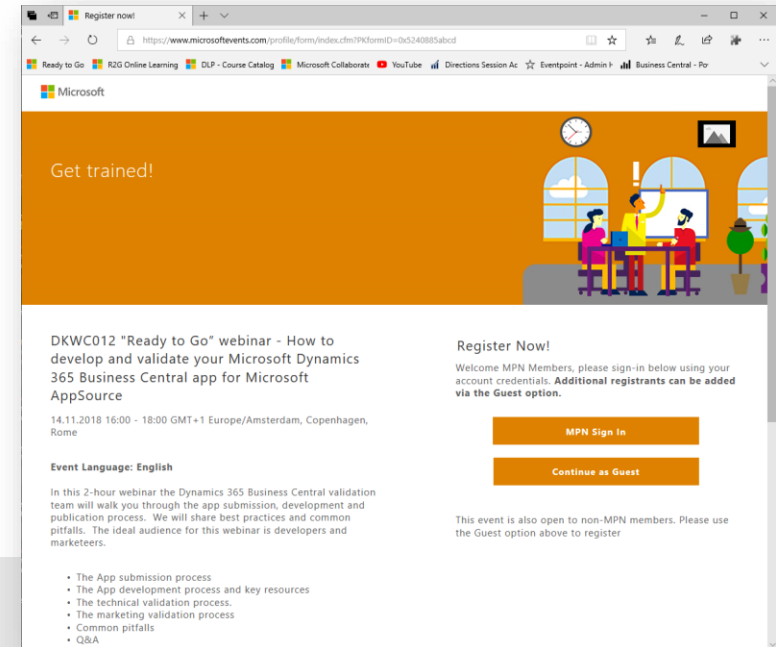 Register now!
https://www.microsoftevents.com/profile/form/index.cfm?PKformID=0x5240885abcd
Ready to Go R2G Online Learning DLP - Course Catalog Microsoft Collaborate YouTube Directions Session Ac Eventpoint - Admin H Business Central - Po
Microsoft
Get trained!
DKWC012 "Ready to Go" webinar - How to
develop and validate your Microsoft Dynamics
365 Business Central app for Microsoft
AppSource
14.11.2018 16:00 - 18:00 GMT+1 Europe/Amsterdam, Copenhagen,
Rome
Event Language: English
In this 2-hour webinar the Dynamics 365 Business Central validation
team will walk you through the app submission, development and
publication process. We will share best practices and common
pitfalls. The ideal audience for this webinar is developers and
marketeers.
• The App submission process
• The App development process and key resources
• The technical validation process.
• The marketing validation process
• Common pitfalls
• Q&A
Register Now!
Welcome MPN Members, please sign-in below using your
account credentials. Additional registrants can be added
via the Guest option.
MPN Sign In
Continue as Guest
This event is also open to non-MPN members. Please use
the Guest option above to register